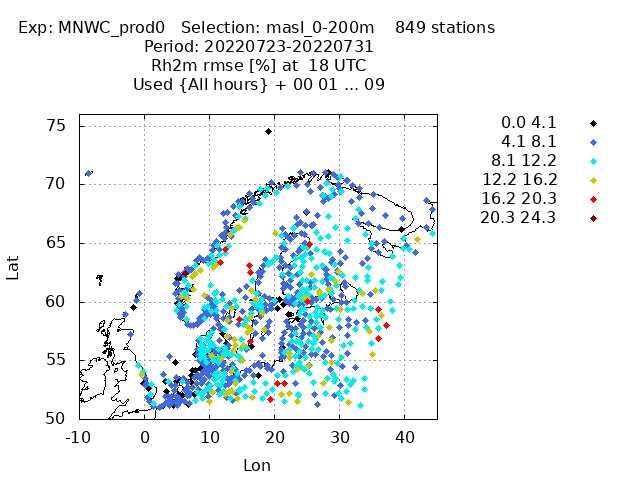 Exp: MNWC_prod0 Selection: masl_0-200m 849 stations
Period: 20220723-20220731
Rh2m rmse [%] at 18 UTC
Used {All hours} + 00 01 ... 09
75
70
65
60
55
50
-10 0 10 20 30 40
Lat
Lon
0.0 4.1
4.1 8.1
8.1 12.2
12.2 16.2
16.2 20.3
20.3 24.3